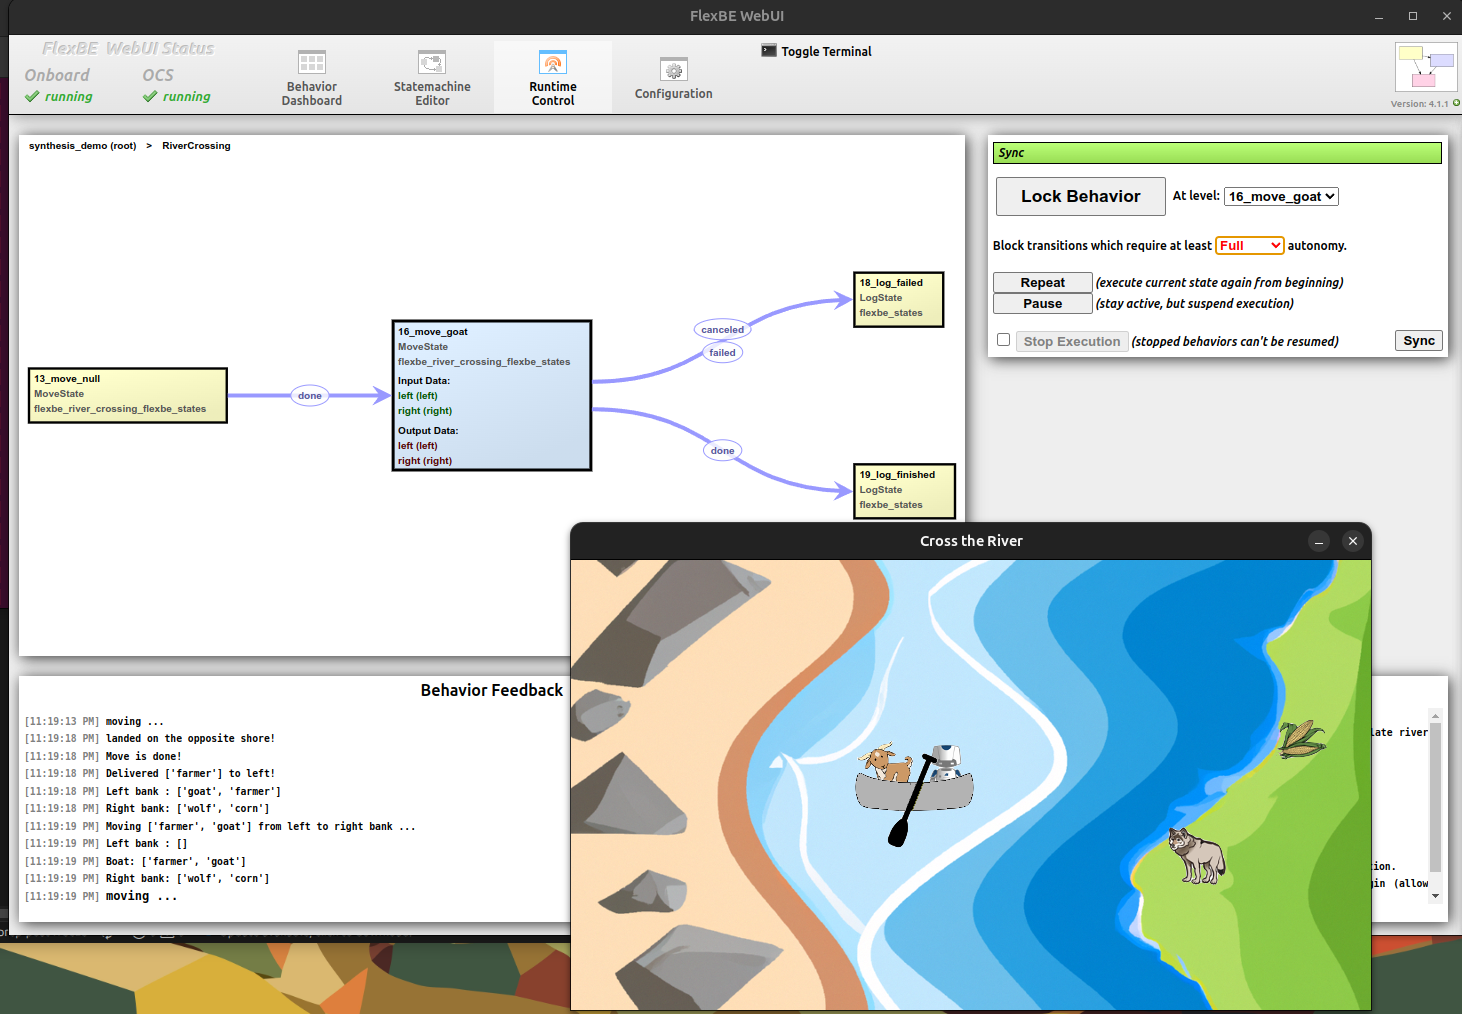 FlexBE WebUI
FlexBE WebUI Status
Onboard
running
OCS
running
Behavior
Dashboard
Statemachine
Editor
Runtime
Control
Configuration
Toggle Terminal
Version: 4.1.1
synthesis_demo (root) > RiverCrossing
13_move_null
MoveState
flexbe_river_crossing_flexbe_states
done
16_move_goat
MoveState
flexbe_river_crossing_flexbe_states
Input Data:
left (left)
right (right)
Output Data:
left (left)
right (right)
canceled
failed
done
18_log_failed
LogState
flexbe_states
19_log_finished
LogState
flexbe_states
Sync
Lock Behavior At level: 16_move_goat
Block transitions which require at least Full autonomy.
Repeat (execute current state again from beginning)
Pause (stay active, but suspend execution)
Stop Execution (stopped behaviors can't be resumed) Sync
Cross the River
Behavior Feedback
[11:19:13 PM] moving ...
[11:19:18 PM] landed on the opposite shore!
[11:19:18 PM] Move is done!
[11:19:18 PM] Delivered ['farmer'] to left!
[11:19:18 PM] Left bank : ['goat', 'farmer']
[11:19:18 PM] Right bank: ['wolf', 'corn']
[11:19:19 PM] Moving ['farmer', 'goat'] from left to right bank ...
[11:19:19 PM] Left bank : []
[11:19:19 PM] Boat: ['farmer', 'goat']
[11:19:19 PM] Right bank: ['wolf', 'corn']
[11:19:19 PM] moving ...
late river
tion.
gin (allow